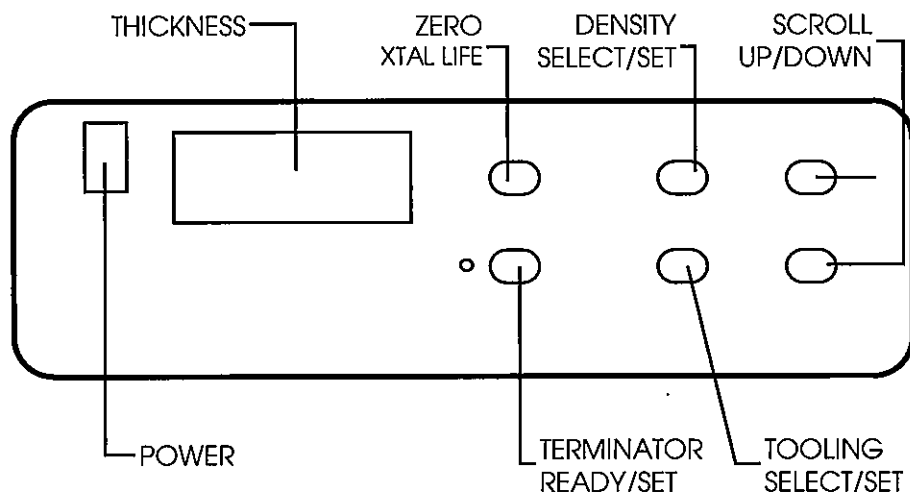 THICKNESS
ZERO
XTAL LIFE
DENSITY
SELECT/SET
SCROLL
UP/DOWN
POWER
TERMINATOR
READY/SET
TOOLING
SELECT/SET